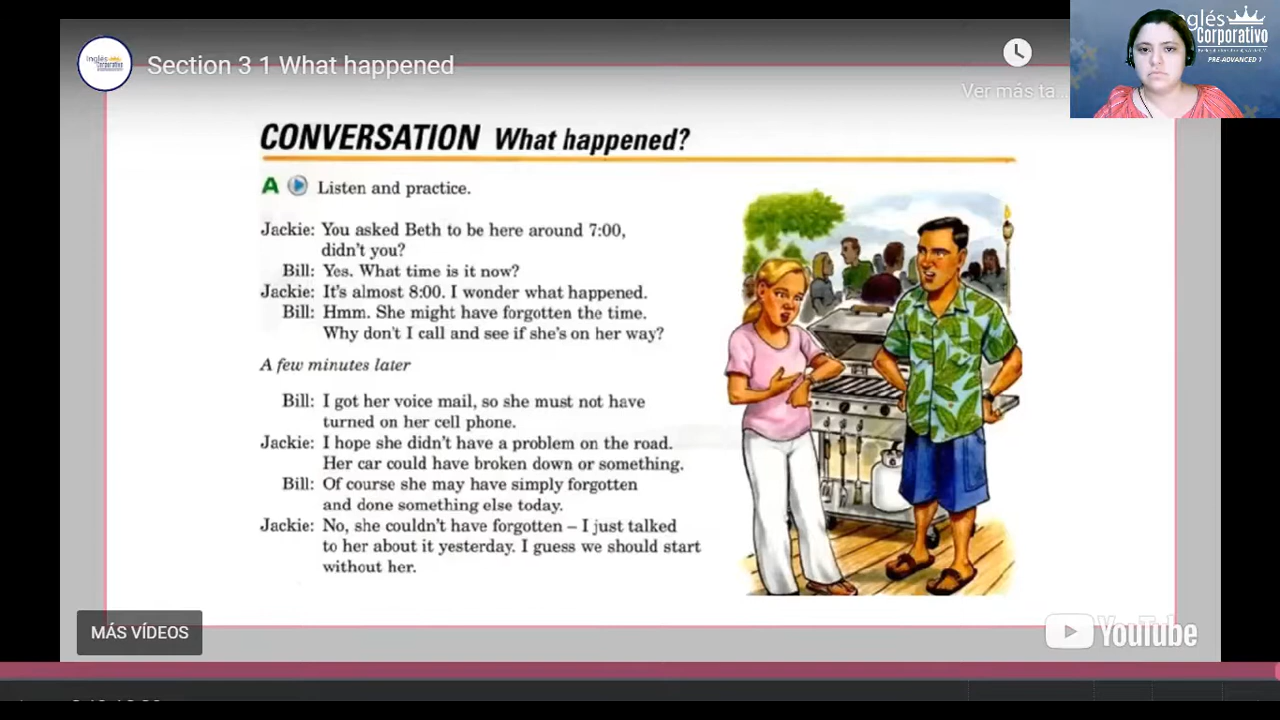 Section 3 1 What happened
Ver más ta...
Inglés
Corporativo
PRE-ADVANCED 1
CONVERSATION What happened?
A Listen and practice.
Jackie: You asked Beth to be here around 7:00,
didn't you?
Bill: Yes. What time is it now?
Jackie: It's almost 8:00. I wonder what happened.
Bill: Hmm. She might have forgotten the time.
Why don't I call and see if she's on her way?
A few minutes later
Bill: I got her voice mail, so she must not have
turned on her cell phone.
Jackie: I hope she didn't have a problem on the road.
Her car could have broken down or something.
Bill: Of course she may have simply forgotten
and done something else today.
Jackie: No, she couldn't have forgotten – I just talked
to her about it yesterday. I guess we should start
without her.
MÁS VÍDEOS
YouTube